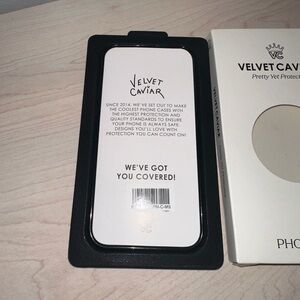 VELVET
CAVIAR
SINCE 2014, WE'VE SET OUT TO MAKE
THE COOLEST PHONE CASES WITH
THE HIGHEST PROTECTION AND
QUALITY STANDARDS TO ENSURE
YOUR PHONE IS ALWAYS SAFE
DESIGNS YOU'LL LOVE WITH
PROTECTION YOU CAN COUNT ON!
WE'VE GOT
YOU COVERED!
VC
VELVET CAV
Pretty Yet Protect
PHO